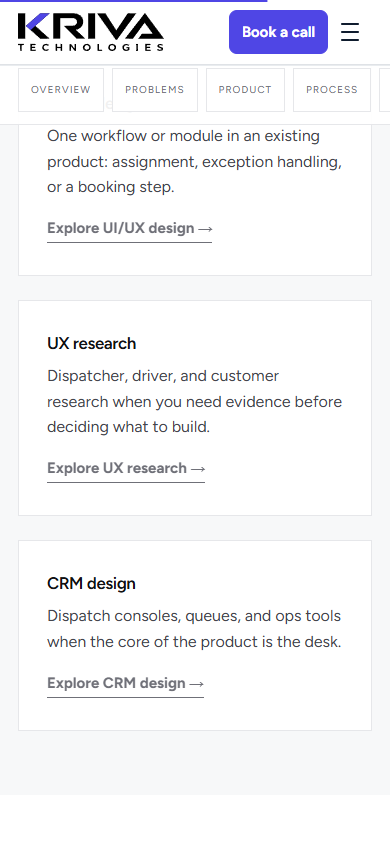 KRIVA
TECHNOLOGIES
Book a call
OVERVIEW
PROBLEMS
PRODUCT
PROCESS
One workflow or module in an existing
product: assignment, exception handling,
or a booking step.
Explore UI/UX design →
UX research
Dispatcher, driver, and customer
research when you need evidence before
deciding what to build.
Explore UX research →
CRM design
Dispatch consoles, queues, and ops tools
when the core of the product is the desk.
Explore CRM design →